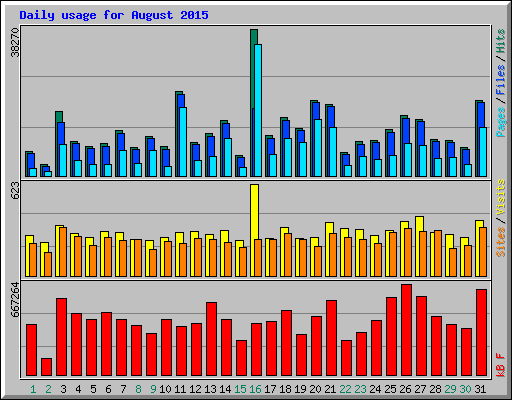 Daily usage for August 2015
38270
Pages/Files/Hits
623
Sites/Visits
667264
kB F
1 2 3 4 5 6 7 8 9 10 11 12 13 14 15 16 17 18 19 20 21 22 23 24 25 26 27 28 29 30 31